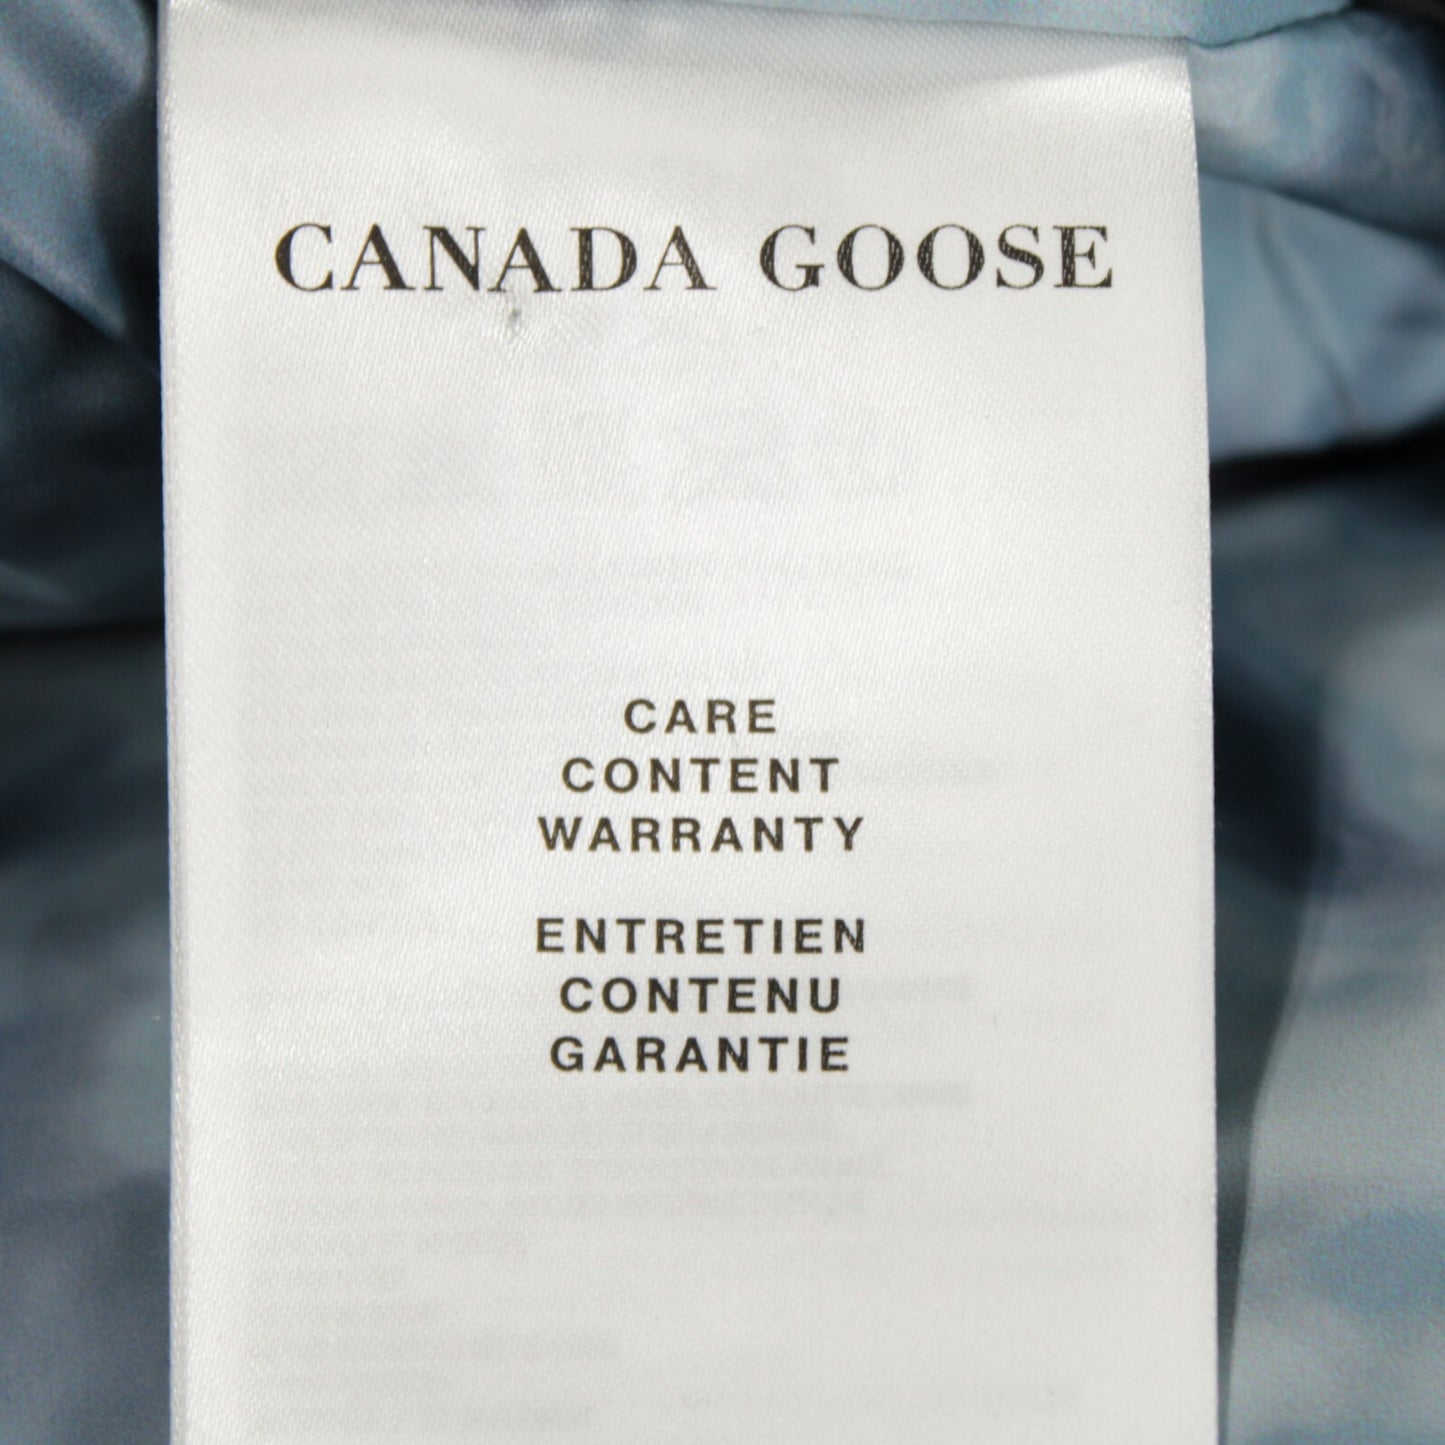 CANADA GOOSE
CARE
CONTENT
WARRANTY
ENTRETIEN
CONTENU
GARANTIE